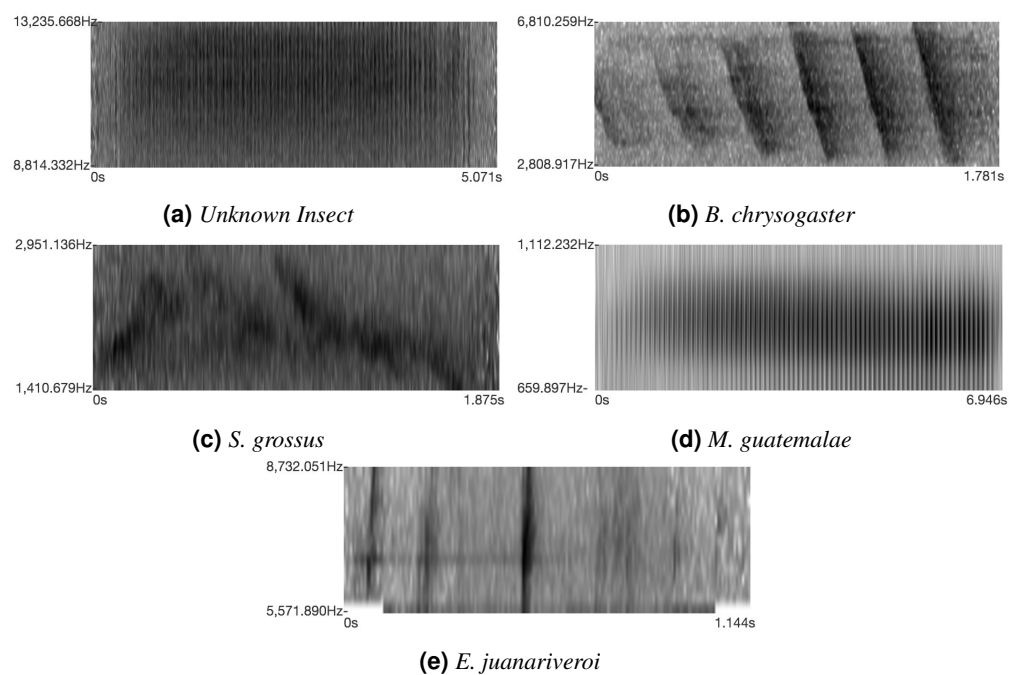 13,235.668Hz
8,814.332Hz
0s 5.071s
(a) Unknown Insect
6,810.259Hz
2,808.917Hz
0s 1.781s
(b) B. chrysogaster
2,951.136Hz
1,410.679Hz
0s 1.875s
(c) S. grossus
1,112.232Hz
659.897Hz
0s 6.946s
(d) M. guatemalae
8,732.051Hz
5,571.890Hz
0s 1.144s
(e) E. juanariveroi